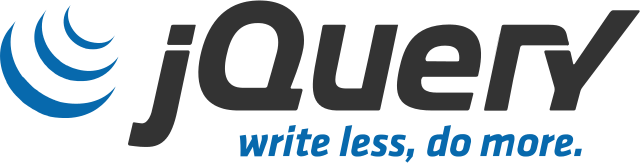 jQuery
write less, do more.